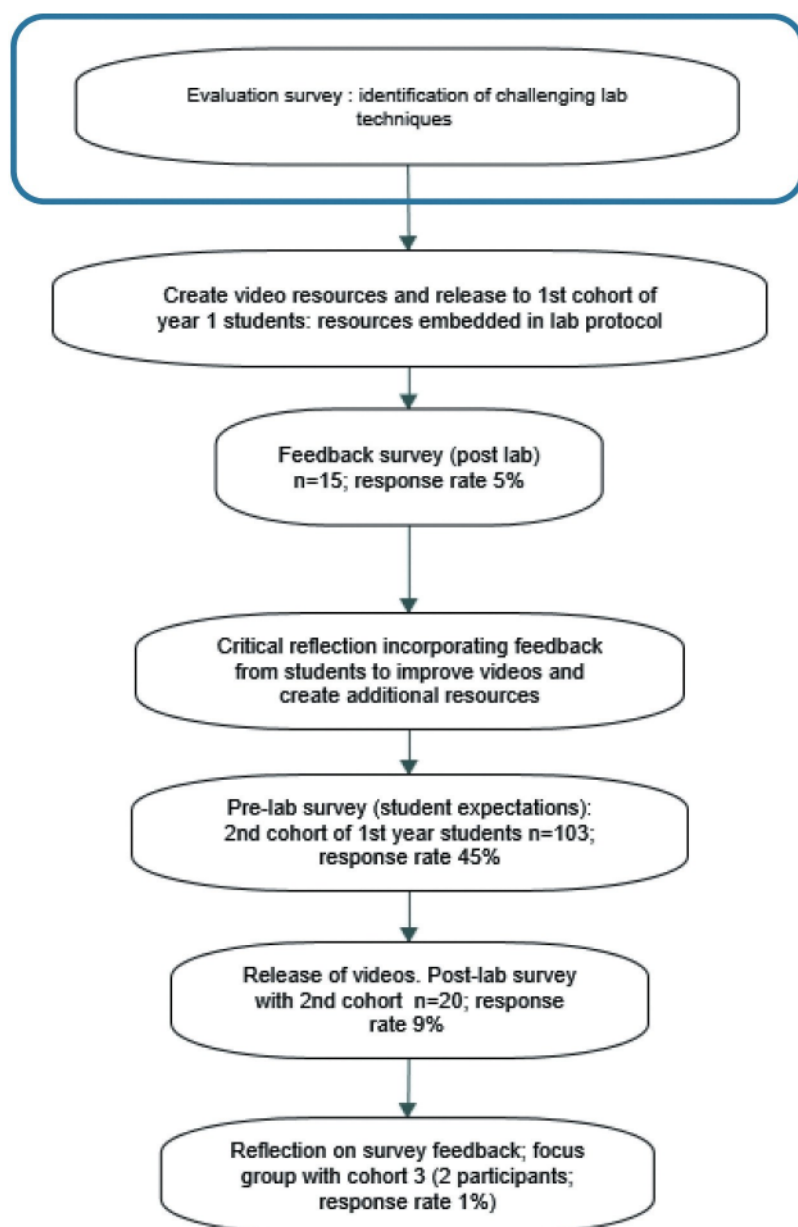 Evaluation survey : identification of challenging lab
techniques
Create video resources and release to 1st cohort of
year 1 students: resources embedded in lab protocol
Feedback survey (post lab)
n=15; response rate 5%
Critical reflection incorporating feedback
from students to improve videos and
create additional resources
Pre-lab survey (student expectations):
2nd cohort of 1st year students n=103;
response rate 45%
Release of videos. Post-lab survey
with 2nd cohort n=20; response
rate 9%
Reflection on survey feedback; focus
group with cohort 3 (2 participants;
response rate 1%)